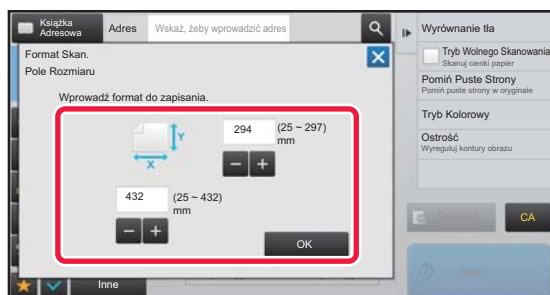 Książka
Adresowa
Adres
Wskaż, żeby wprowadzić adres
Format Skan.
Pole Rozmiaru
Wprowadź format do zapisania.
Y
X
294
(25 ~ 297)
mm
432
(25 ~ 432)
mm
OK
Inne
Wyrównanie tła
Tryb Wolnego Skanowania
Skanuj cienki papier
Pomiń Puste Strony
Pomiń puste strony w oryginale
Tryb Kolorowy
Ostrość
Wyreguluj kontury obrazu
Podgląd
CA
Start